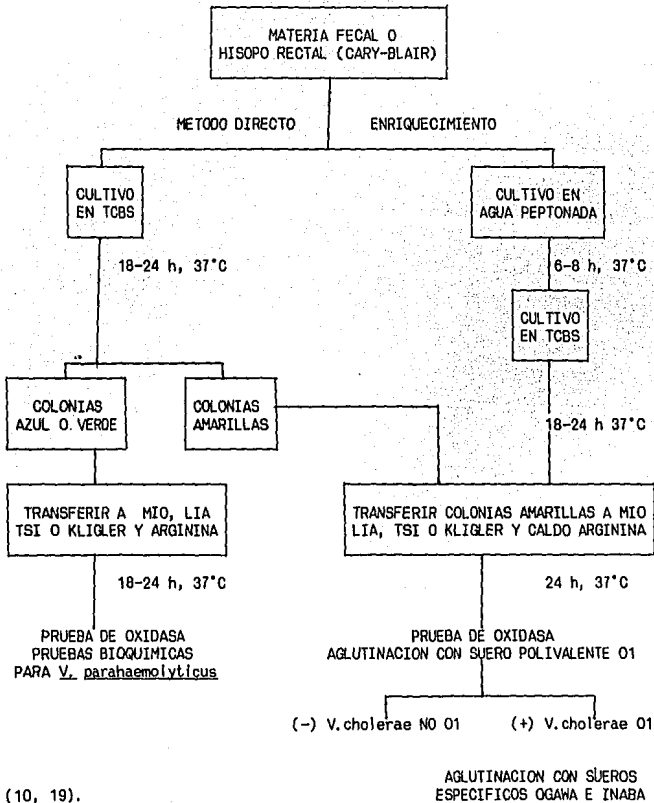 MATERIA FECAL O
HISOPO RECTAL (CARY-BLAIR)
METODO DIRECTO
ENRIQUECIMIENTO
CULTIVO
EN TCBS
CULTIVO EN
AGUA PEPTONADA
18-24 h, 37°C
6-8 h, 37°C
CULTIVO
EN TCBS
COLONIAS
AZUL O VERDE
COLONIAS
AMARILLAS
18-24 h 37°C
TRANSFERIR A MIO, LIA
TSI O KLIGLER Y ARGININA
TRANSFERIR COLONIAS AMARILLAS A MIO
LIA, TSI O KLIGLER Y CALDO ARGININA
18-24 h, 37°C
24 h, 37°C
PRUEBA DE OXIDASA
PRUEBAS BIOQUIMICAS
PARA V. parahaemolyticus
PRUEBA DE OXIDASA
AGLUTINACION CON SUERO POLIVALENTE O1
(-) V.cholerae NO O1
(+) V.cholerae O1
AGLUTINACION CON SUEROS
ESPECIFICOS OGAWA E INABA
(10, 19).